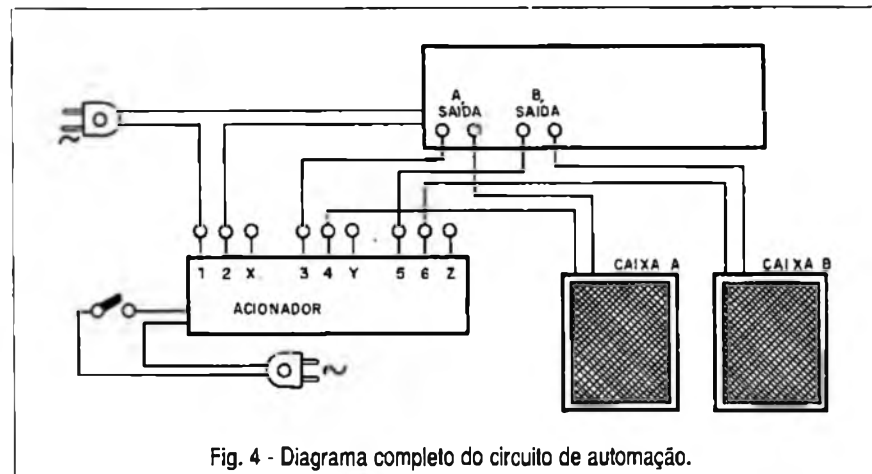 A,
SAÍDA
B,
SAÍDA
1 2 X 3 4 Y 5 6 Z
ACIONADOR
CAIXA A
CAIXA B
Fig. 4 - Diagrama completo do circuito de automação.